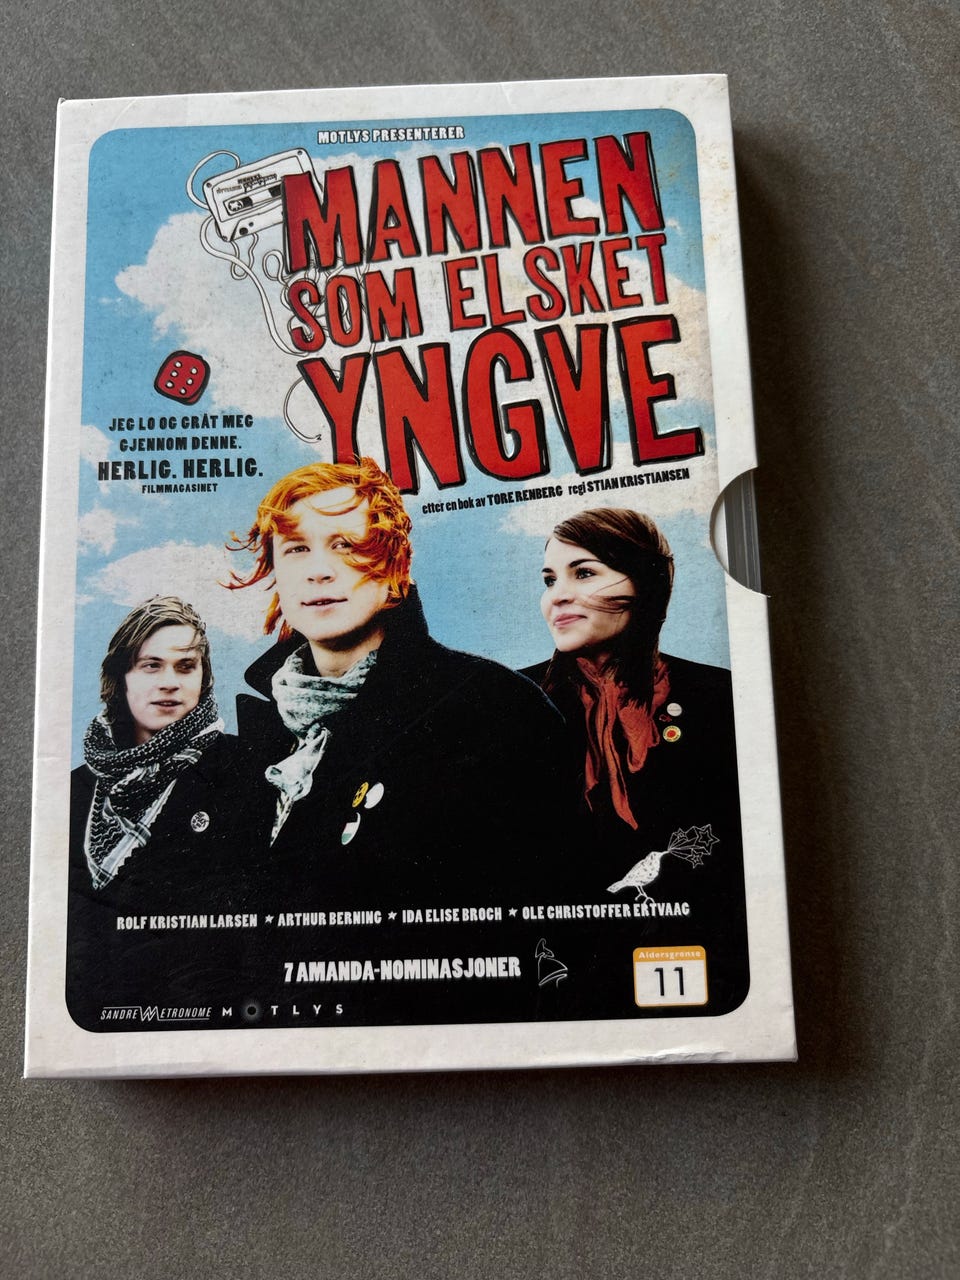 MOTLYS PRESENTERER
MANNEN
SOM ELSKET
YNGVE
etter en bok av TORE RENBERG regi STIAN KRISTIANSEN
JEG LO OG GRÅT MEG
GJENNOM DENNE.
HERLIG. HERLIG.
FILMMAGASINET
ROLF KRISTIAN LARSEN * ARTHUR BERNING * IDA ELISE BROCH * OLE CHRISTOFFER ERTVAAG
7 AMANDA-NOMINASJONER
Aldersgrense
11
SANDREW METRONOME MOTLYS